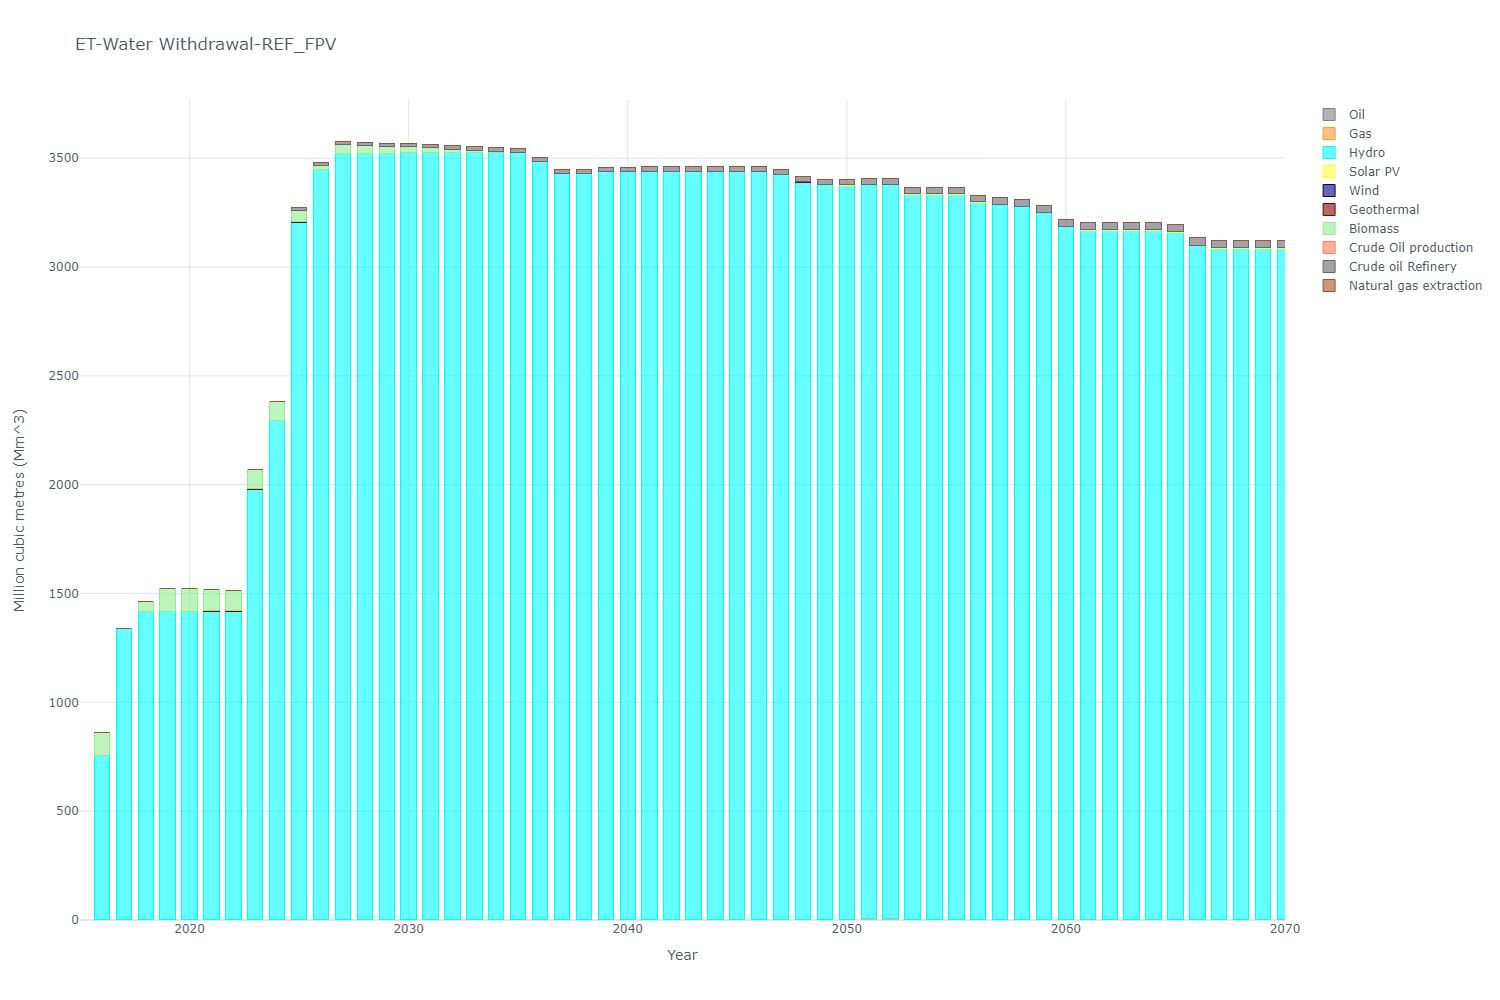 ET-Water Withdrawal-REF_FPV
Oil
Gas
Hydro
Solar PV
Wind
Geothermal
Biomass
Crude Oil production
Crude oil Refinery
Natural gas extraction
Million cubic metres (Mm^3)
3500
3000
2500
2000
1500
1000
500
0
2020
2030
2040
2050
2060
2070
Year